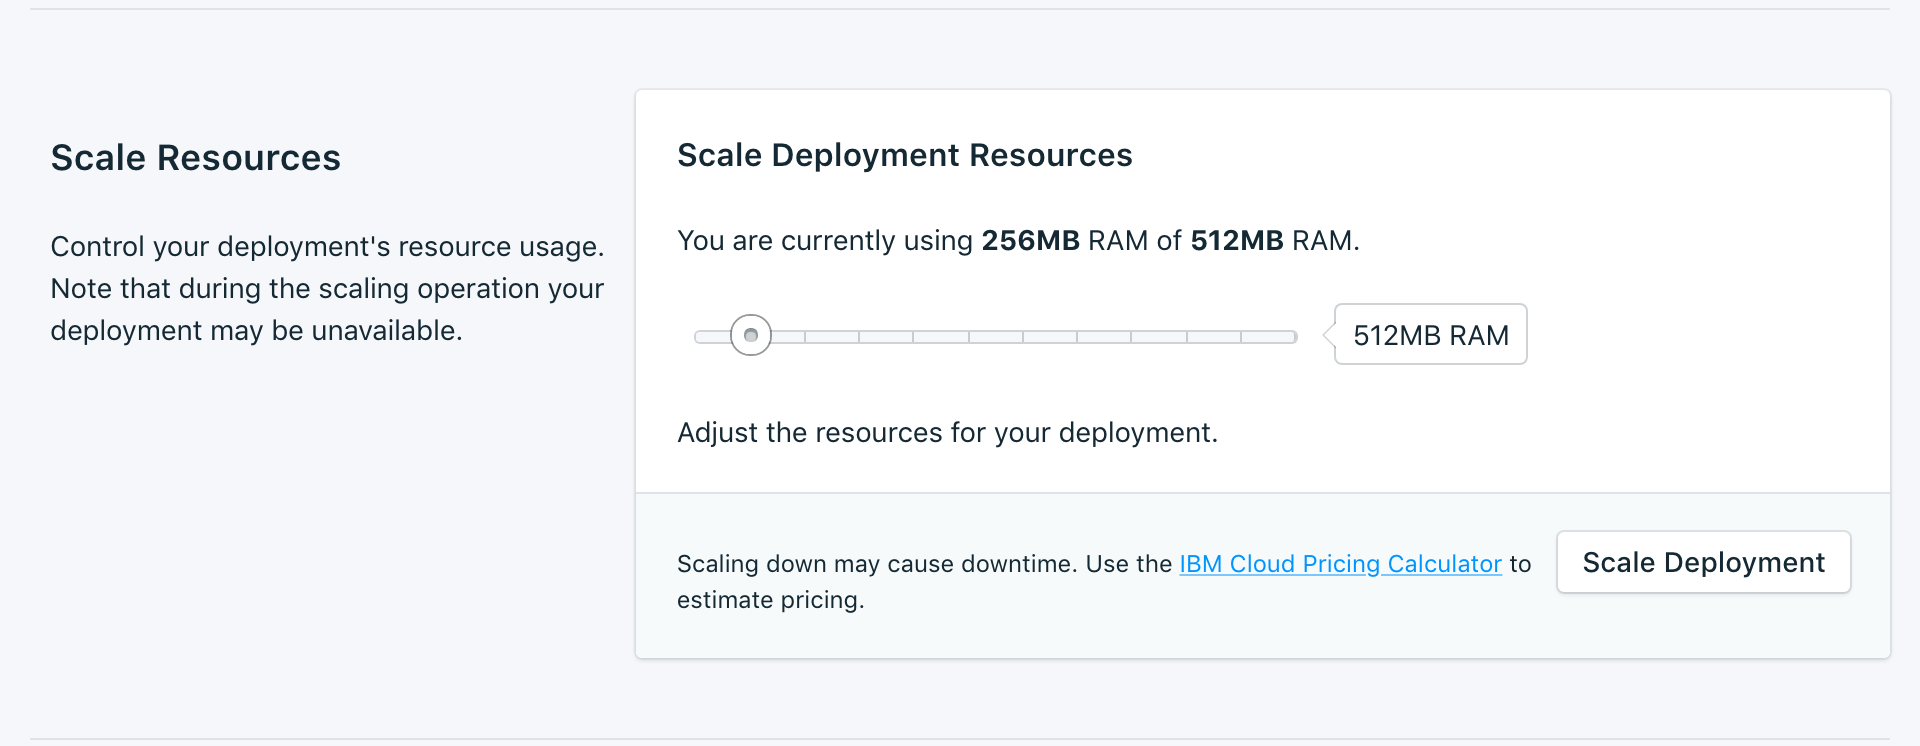 Scale Resources
Control your deployment's resource usage.
Note that during the scaling operation your
deployment may be unavailable.
Scale Deployment Resources
You are currently using 256MB RAM of 512MB RAM.
512MB RAM
Adjust the resources for your deployment.
Scaling down may cause downtime. Use the IBM Cloud Pricing Calculator to
estimate pricing.
Scale Deployment